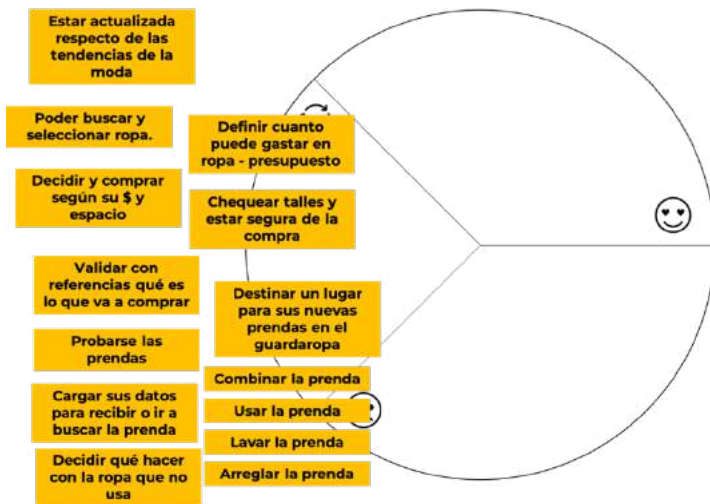 Estar actualizada
respecto de las
tendencias de la
moda
Poder buscar y
seleccionar ropa.
Definir cuanto
puede gastar en
ropa - presupuesto
Decidir y comprar
según su $ y
espacio
Chequear talles y
estar segura de la
compra
Validar con
referencias qué es
lo que va a comprar
Destinar un lugar
para sus nuevas
prendas en el
guardaropa
Probarse las
prendas
Combinar la prenda
Cargar sus datos
para recibir o ir a
buscar la prenda
Usar la prenda
Lavar la prenda
Decidir qué hacer
con la ropa que no
usa
Arreglar la prenda